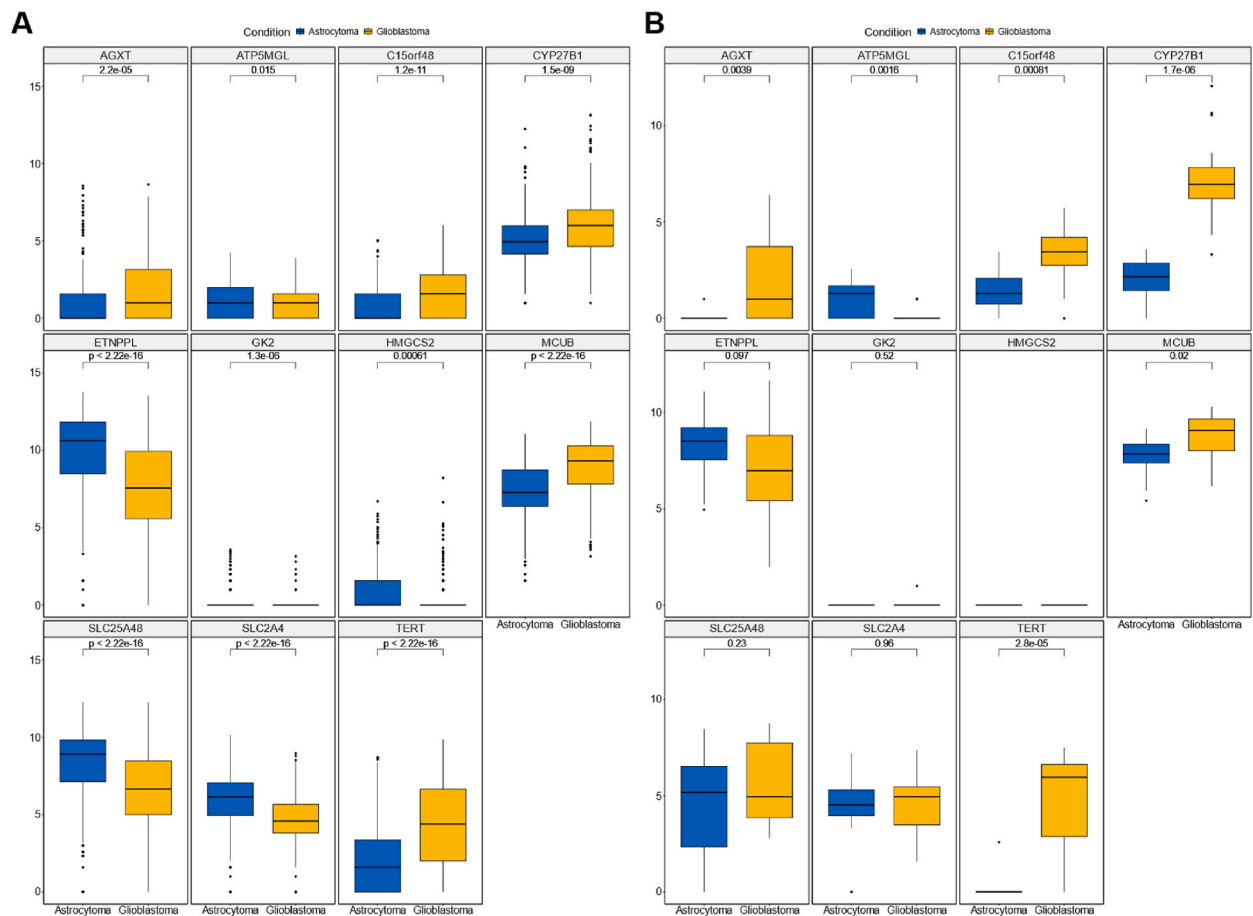 A
Condition Astrocytoma Glioblastoma
AGXT ATP5MGL C15orf48 CYP27B1
2.2e-05 0.015 1.2e-11 1.5e-09
15
10
5
0
ETNPPL GK2 HMGCS2 MCUB
p < 2.22e-16 1.3e-06 0.00061 p < 2.22e-16
15
10
5
0
SLC25A48 SLC2A4 TERT Astrocytoma Glioblastoma
p < 2.22e-16 p < 2.22e-16 p < 2.22e-16
15
10
5
0
Astrocytoma Glioblastoma Astrocytoma Glioblastoma Astrocytoma Glioblastoma
B
Condition Astrocytoma Glioblastoma
AGXT ATP5MGL C15orf48 CYP27B1
0.0039 0.0016 0.00081 1.7e-06
10
5
0
ETNPPL GK2 HMGCS2 MCUB
0.097 0.52 0.02
10
5
0
SLC25A48 SLC2A4 TERT Astrocytoma Glioblastoma
0.23 0.96 2.8e-05
10
5
0
Astrocytoma Glioblastoma Astrocytoma Glioblastoma Astrocytoma Glioblastoma